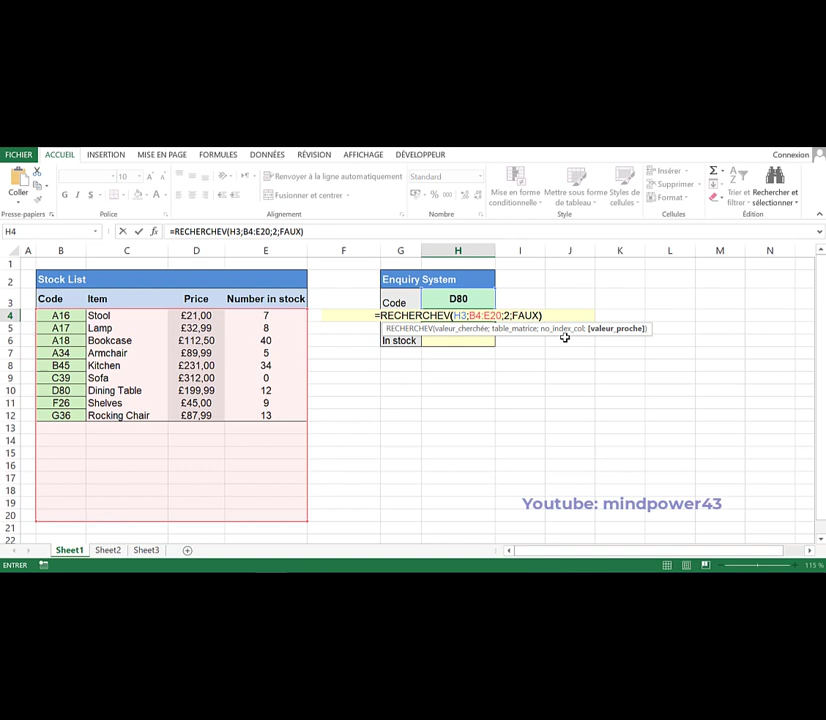 FICHIER ACCUEIL INSERTION MISE EN PAGE FORMULES DONNÉES RÉVISION AFFICHAGE DÉVELOPPEUR Connexion
Coller
10
G I S
Renvoyer à la ligne automatiquement
Fusionner et centrer
Standard
% 000
Mise en forme conditionnelle
Mettre sous forme de tableau
Styles de cellules
Insérer
Supprimer
Format
Trier et filtrer
Rechercher et sélectionner
Presse-papiers Police Alignement Nombre Style Cellules Édition
H4 fx =RECHERCHEV(H3;B4:E20;2;FAUX)
A B C D E F G H I J K L M N
1
2 Stock List Enquiry System
3 Code Item Price Number in stock Code D80
4 A16 Stool £21,00 7 =RECHERCHEV(H3;B4:E20;2;FAUX)
RECHERCHEV(valeur_cherchée; table_matrice; no_index_col; [valeur_proche])
5 A17 Lamp £32,99 8
6 A18 Bookcase £112,50 40 In stock
7 A34 Armchair £89,99 5
8 B45 Kitchen £231,00 34
9 C39 Sofa £312,00 0
10 D80 Dining Table £199,99 12
11 F26 Shelves £45,00 9
12 G36 Rocking Chair £87,99 13
13
14
15
16
17
18
19
Youtube: mindpower43
20
21
22
Sheet1 Sheet2 Sheet3
ENTRER 115 %